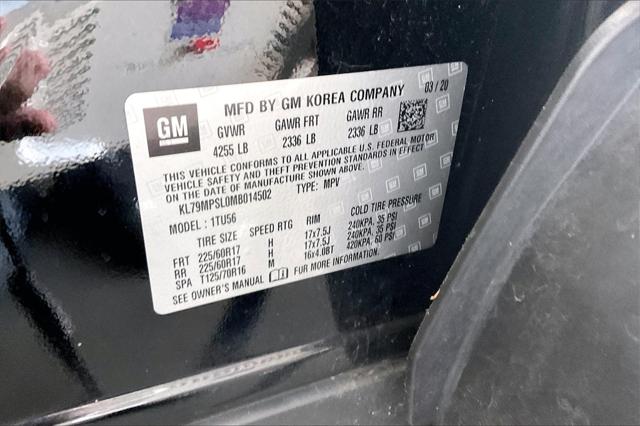 GM
MFD BY GM KOREA COMPANY 03 / 20
GVWR GAWR FRT GAWR RR
4255 LB 2336 LB 2336 LB
THIS VEHICLE CONFORMS TO ALL APPLICABLE U.S. FEDERAL MOTOR
VEHICLE SAFETY AND THEFT PREVENTION STANDARDS IN EFFECT
ON THE DATE OF MANUFACTURE SHOWN ABOVE.
KL79MPSL0MB014502 TYPE: MPV
MODEL: 1TU56
TIRE SIZE SPEED RTG RIM COLD TIRE PRESSURE
FRT 225/60R17 H 17x7.5J 240KPA, 35 PSI
RR 225/60R17 H 17x7.5J 240KPA, 35 PSI
SPA T125/70R16 M 16x4.0BT 420KPA, 60 PSI
SEE OWNER'S MANUAL FOR MORE INFORMATION.